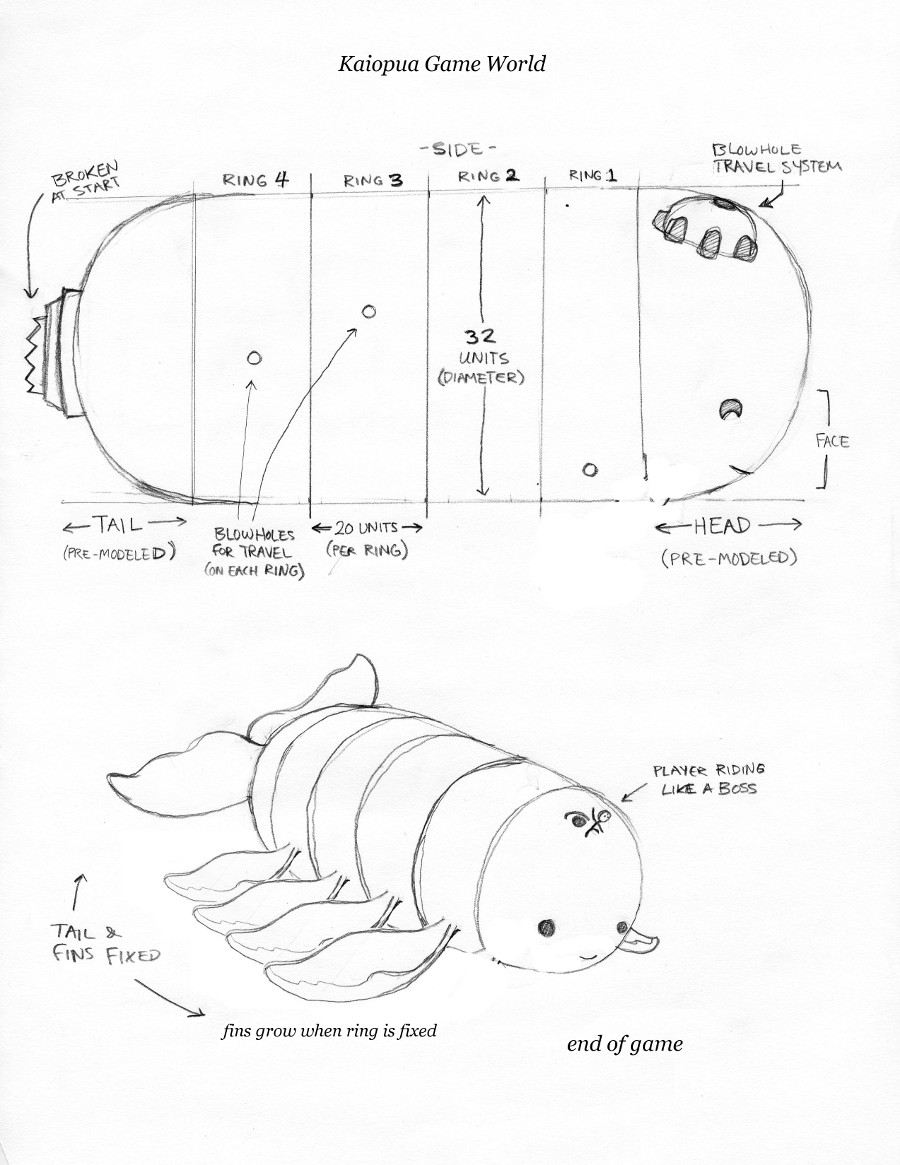 Kaiopua Game World
-SIDE-
BLOWHOLE
TRAVEL SYSTEM
BROKEN
AT START
RING 4
RING 3
RING 2
RING 1
32
UNITS
(DIAMETER)
FACE
TAIL
(PRE-MODELED)
BLOWHOLES
FOR TRAVEL
(ON EACH RING)
20 UNITS
(PER RING)
HEAD
(PRE-MODELED)
PLAYER RIDING
LIKE A BOSS
TAIL &
FINS FIXED
fins grow when ring is fixed
end of game